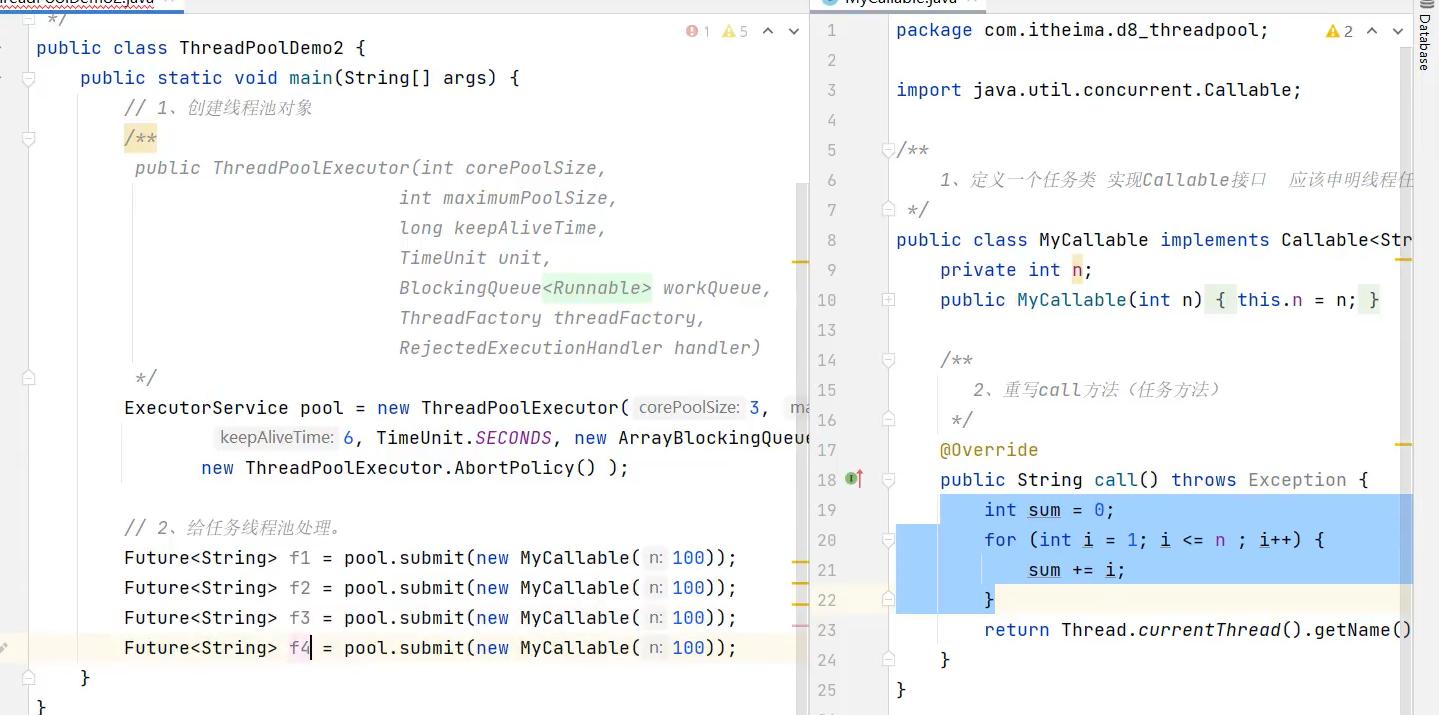 MyCallable.java
*/
public class ThreadPoolDemo2 {
public static void main(String[] args) {
// 1、创建线程池对象
/**
public ThreadPoolExecutor(int corePoolSize,
int maximumPoolSize,
long keepAliveTime,
TimeUnit unit,
BlockingQueue<Runnable> workQueue,
ThreadFactory threadFactory,
RejectedExecutionHandler handler)
*/
ExecutorService pool = new ThreadPoolExecutor( corePoolSize: 3,
keepAliveTime: 6, TimeUnit.SECONDS, new ArrayBlockingQueue
new ThreadPoolExecutor.AbortPolicy() );
// 2、给任务线程池处理。
Future<String> f1 = pool.submit(new MyCallable( n: 100));
Future<String> f2 = pool.submit(new MyCallable( n: 100));
Future<String> f3 = pool.submit(new MyCallable( n: 100));
Future<String> f4 = pool.submit(new MyCallable( n: 100));
}
}
1 5
1 package com.itheima.d8_threadpool;
2
3 import java.util.concurrent.Callable;
4
5 /**
6 1、定义一个任务类 实现Callable接口 应该申明线程任
7 */
8 public class MyCallable implements Callable<Str
9 private int n;
10 public MyCallable(int n) { this.n = n; }
13
14 /**
15 2、重写call方法（任务方法）
16 */
17 @Override
18 public String call() throws Exception {
19 int sum = 0;
20 for (int i = 1; i <= n ; i++) {
21 sum += i;
22 }
23 return Thread.currentThread().getName()
24 }
25 }
2
Database